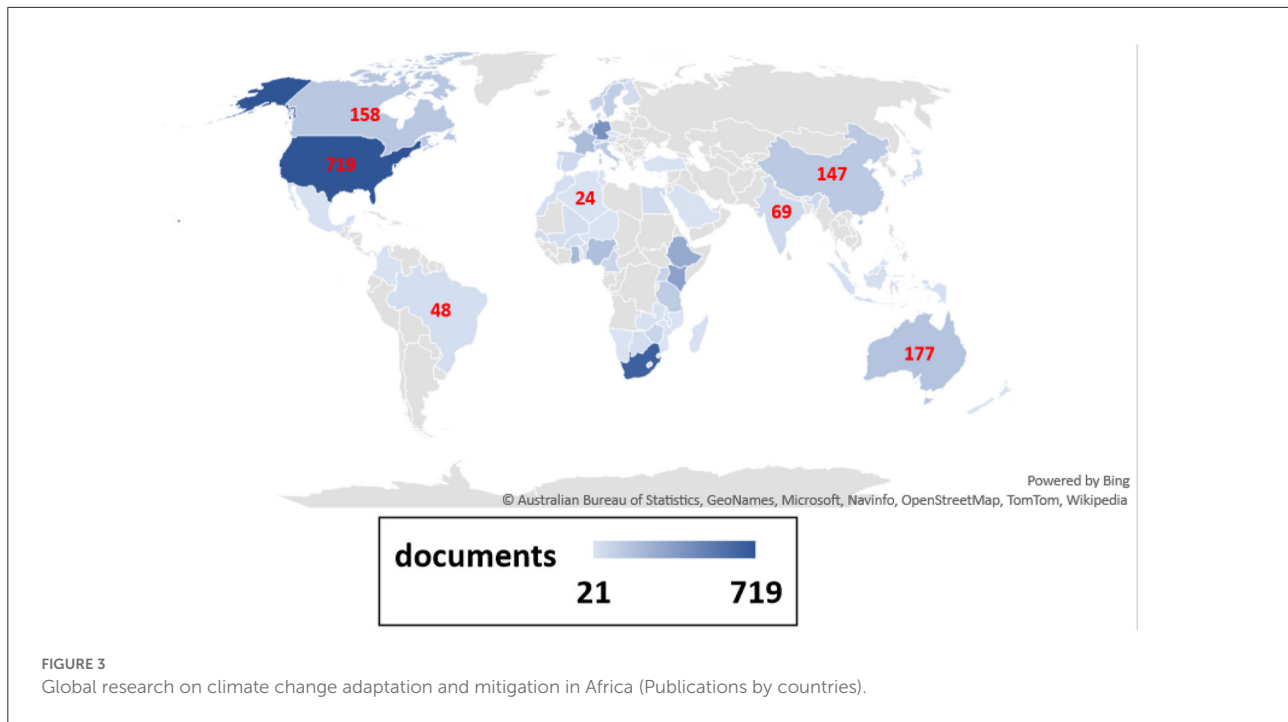 158
719
147
24
69
48
177
Powered by Bing
© Australian Bureau of Statistics, GeoNames, Microsoft, Navinfo, OpenStreetMap, TomTom, Wikipedia
documents
21 719
FIGURE 3
Global research on climate change adaptation and mitigation in Africa (Publications by countries).